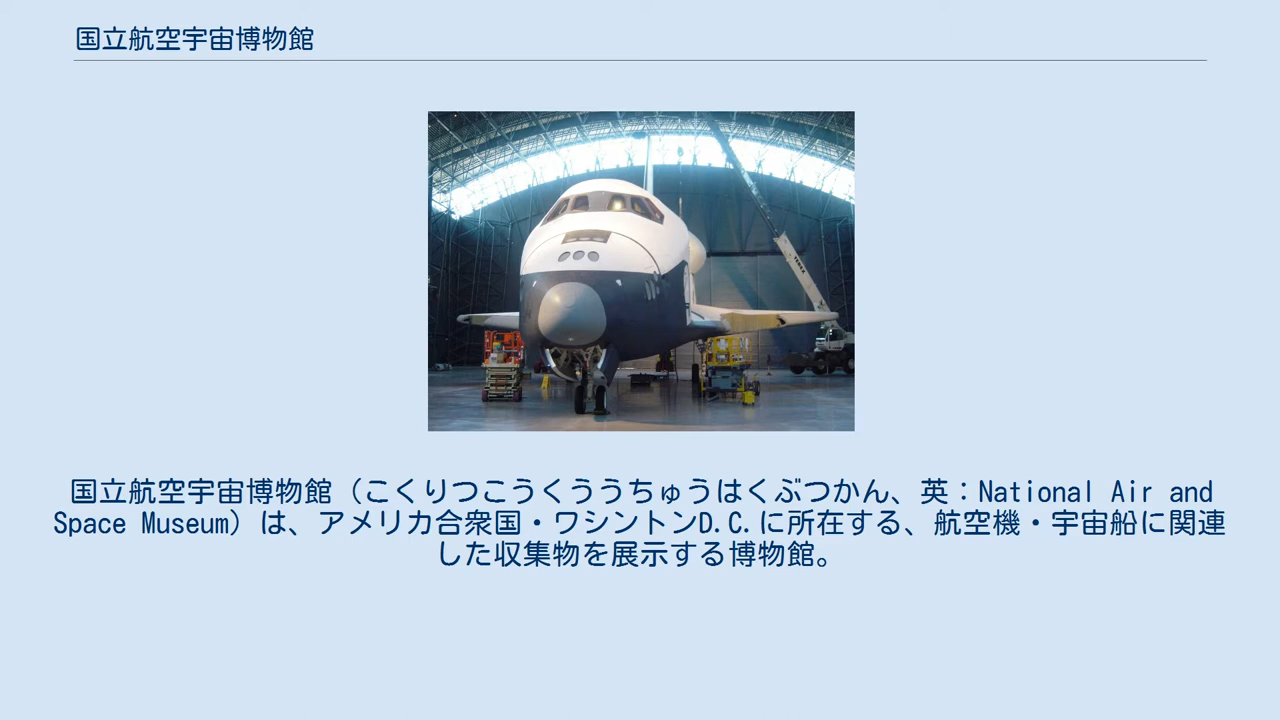 国立航空宇宙博物館
国立航空宇宙博物館（こくりつこうくううちゅうはくぶつかん、英：National Air and
Space Museum）は、アメリカ合衆国・ワシントンD.C.に所在する、航空機・宇宙船に関連
した収集物を展示する博物館。